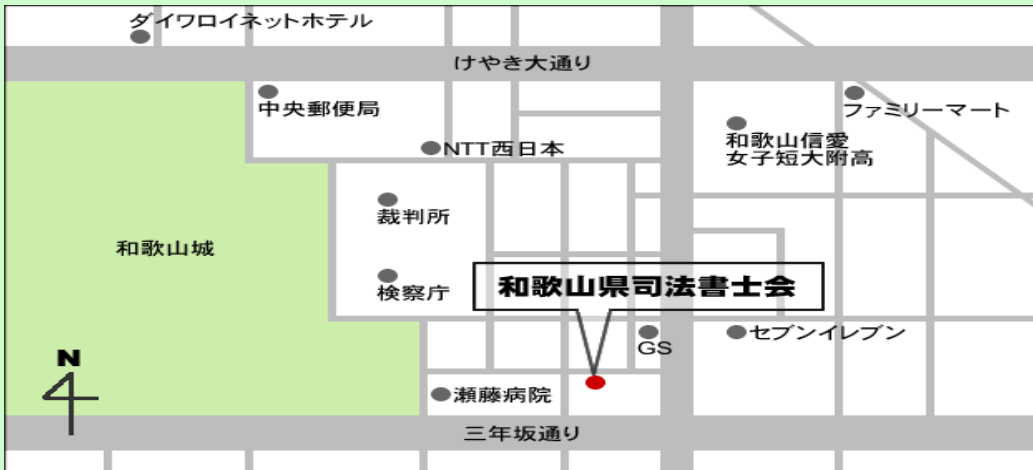 ダイワロイネットホテル
けやき大通り
中央郵便局
ファミリーマート
NTT西日本
和歌山信愛
女子短大附高
裁判所
和歌山城
検察庁
和歌山県司法書士会
セブンイレブン
GS
N
瀬藤病院
三年坂通り